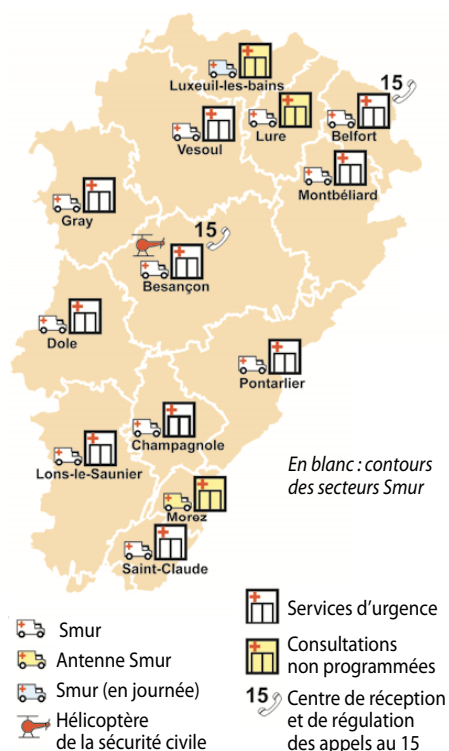 Luxeuil-les-bains
15
Vesoul
Lure
Belfort
Montbéliard
Gray
15
Besançon
Dole
Pontarlier
Champagnole
Lons-le-Saunier
En blanc : contours
des secteurs Smur
Morez
Saint-Claude
Smur
Antenne Smur
Smur (en journée)
Hélicoptère
de la sécurité civile
Services d’urgence
Consultations
non programmées
15
Centre de réception
et de régulation
des appels au 15